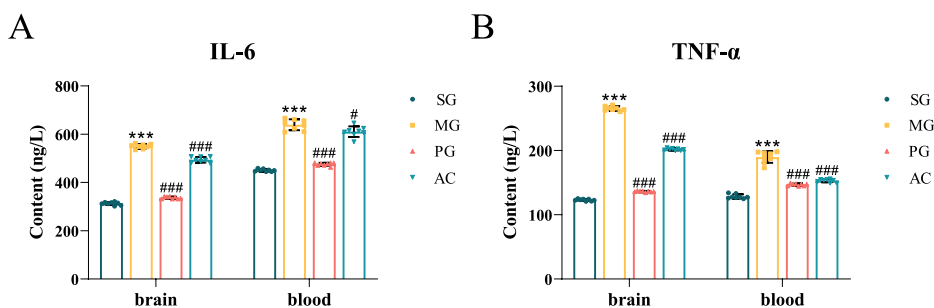 A
IL-6
Content (ng/L)
800
600
400
200
0
***
###
###
***
###
#
brain
blood
SG
MG
PG
AC
B
TNF-α
Content (ng/L)
300
200
100
0
***
###
###
***
###
###
brain
blood
SG
MG
PG
AC